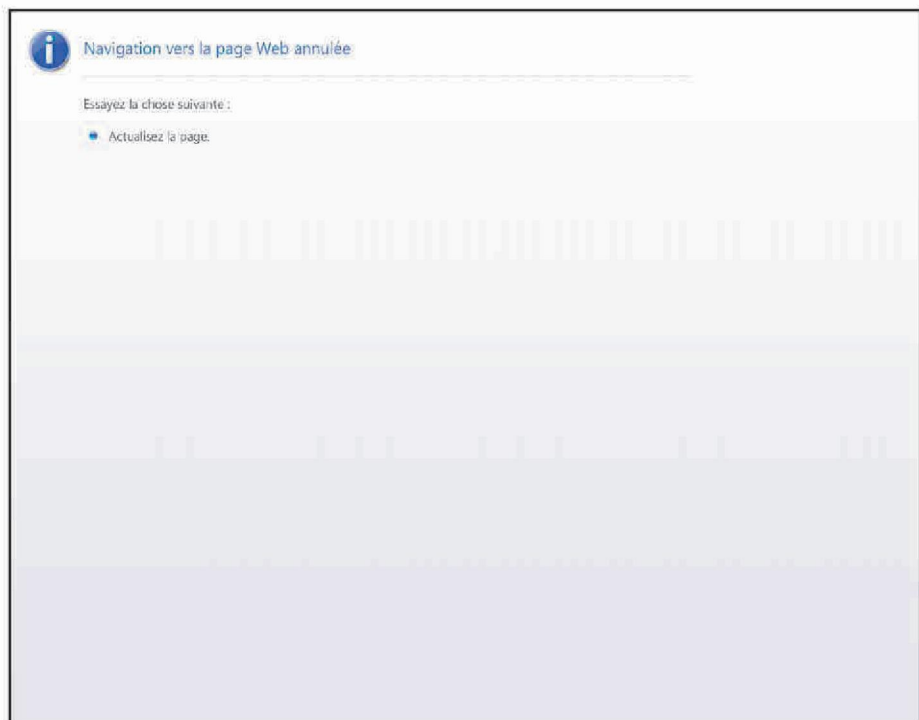 Navigation vers la page Web annulée
Essayez la chose suivante :
Actualisez la page.